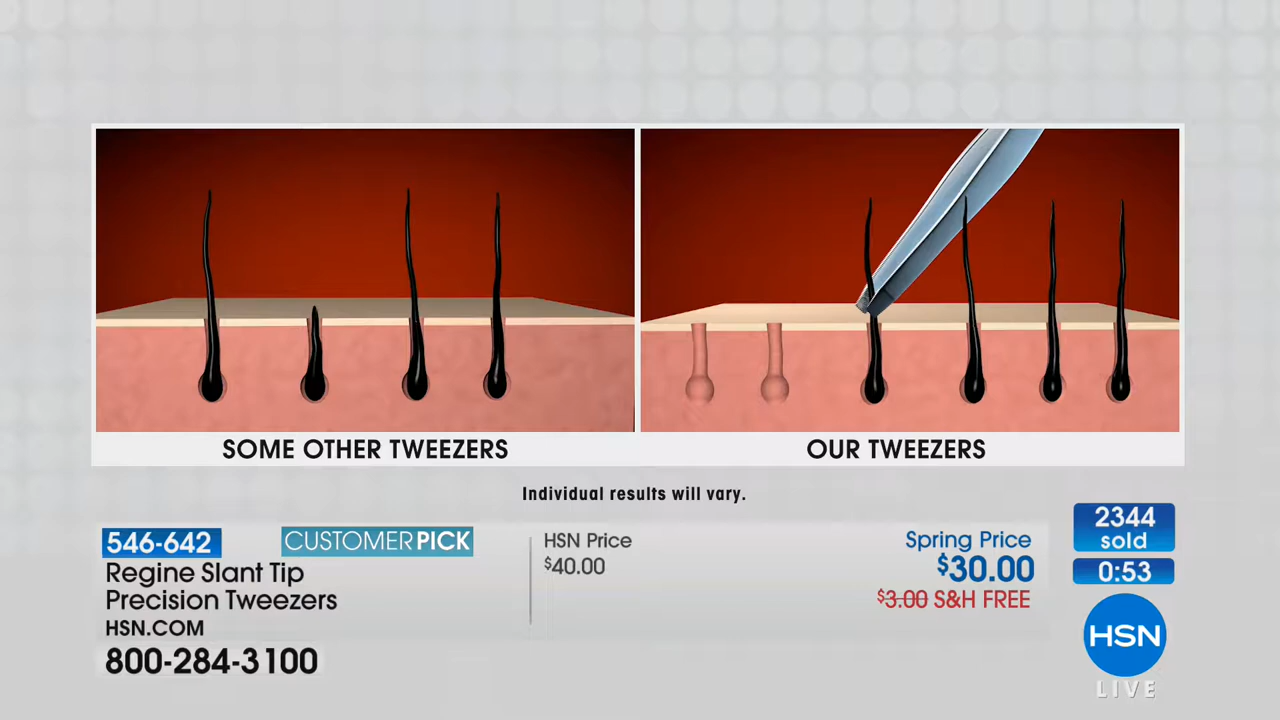 SOME OTHER TWEEZERS
OUR TWEEZERS
Individual results will vary.
546-642
CUSTOMERPICK
Regine Slant Tip
Precision Tweezers
HSN.COM
800-284-3100
HSN Price
$40.00
Spring Price
$30.00
$3.00 S&H FREE
2344
sold
0:53
HSN
LIVE